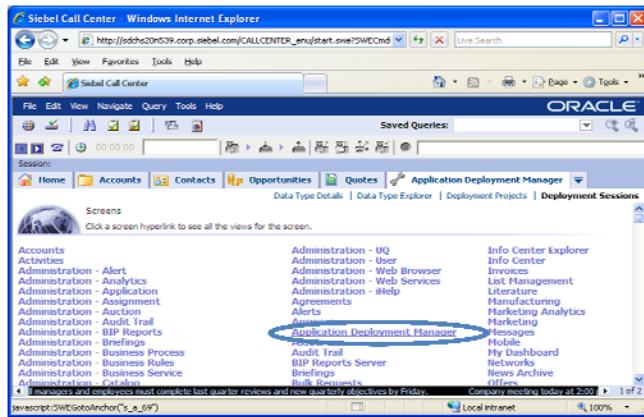 Siebel Call Center - Windows Internet Explorer
http://sdchs20n539.corp.siebel.com/CALLCENTER_enu/start.swe?SWECmd
Live Search
File Edit View Favorites Tools Help
Siebel Call Center
Page Tools
File Edit View Navigate Query Tools Help
ORACLE
Saved Queries:
00:00:00
Session:
Home Accounts Contacts Opportunities Quotes Application Deployment Manager
Data Type Details | Data Type Explorer | Deployment Projects | Deployment Sessions
Screens
Click a screen hyperlink to see all the views for the screen.
Accounts Administration - UQ Info Center Explorer
Activities Administration - User Info Center
Administration - Alert Administration - Web Browser Invoices
Administration - Analytics Administration - Web Services List Management
Administration - Application Administration - iHelp Literature
Administration - Assignment Agreements Manufacturing
Administration - Auction Alerts Marketing Analytics
Administration - Audit Trail Marketing
Administration - BIP Reports Application Deployment Manager Messages
Administration - Briefings Mobile
Administration - Business Process Audit Trail My Dashboard
Administration - Business Rules BIP Reports Server Networks
Administration - Business Service Briefings News Archive
Administration - Catalog Bulk Requests Offers
managers and employees must complete last quarter reviews and new quarterly objectives by Friday. Company meeting today at 2:00
1 of 2
javascript:SWEGotoAnchor("s_a_69")
Local intranet
100%